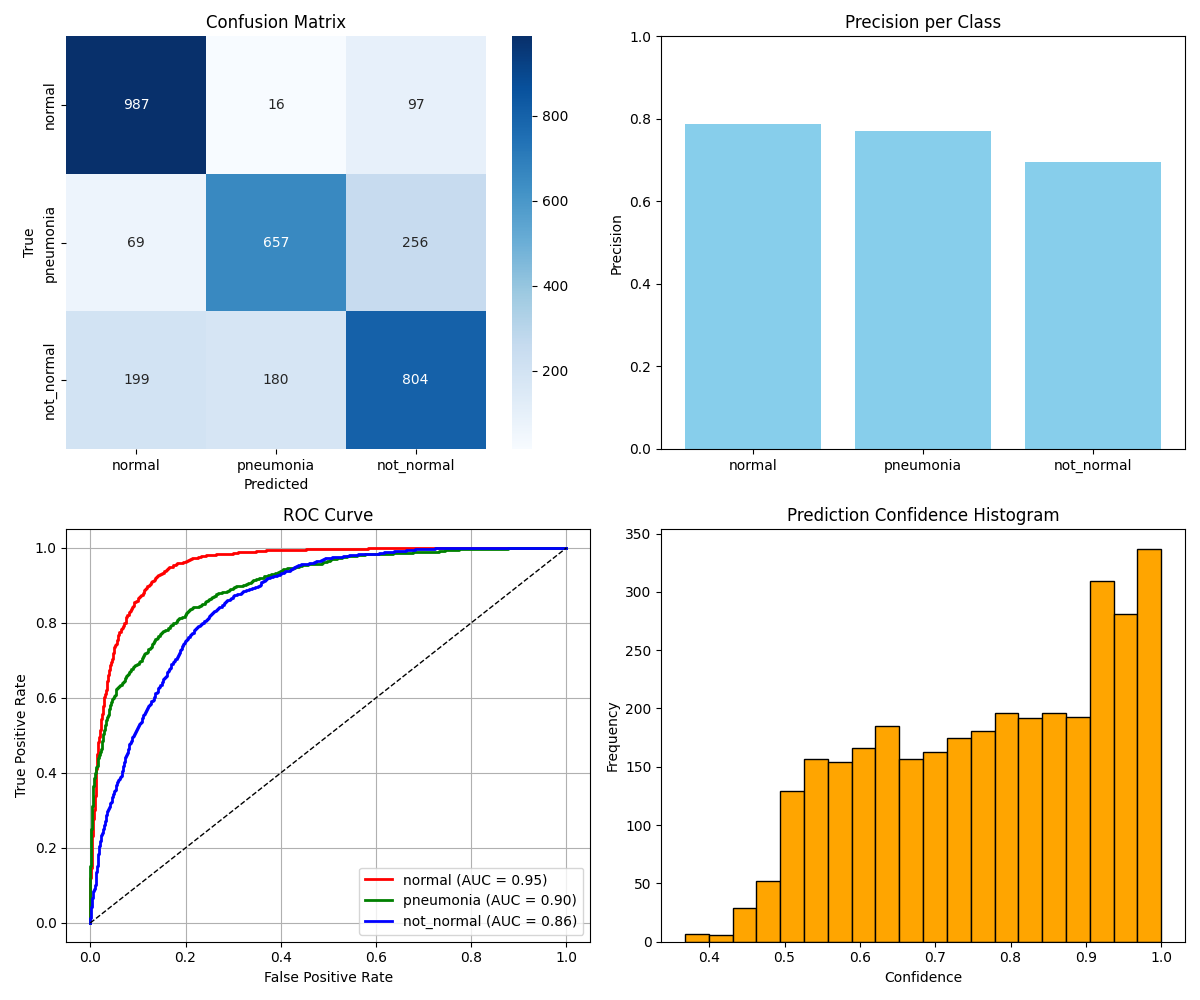 Confusion Matrix
normal
987
16
97
pneumonia
69
657
256
not_normal
199
180
804
True
normal
pneumonia
not_normal
Predicted
800
600
400
200
Precision per Class
1.0
0.8
0.6
0.4
0.2
0.0
Precision
normal
pneumonia
not_normal
ROC Curve
1.0
0.8
0.6
0.4
0.2
0.0
True Positive Rate
normal (AUC = 0.95)
pneumonia (AUC = 0.90)
not_normal (AUC = 0.86)
0.0
0.2
0.4
0.6
0.8
1.0
False Positive Rate
Prediction Confidence Histogram
350
300
250
200
150
100
50
0
Frequency
0.4
0.5
0.6
0.7
0.8
0.9
1.0
Confidence